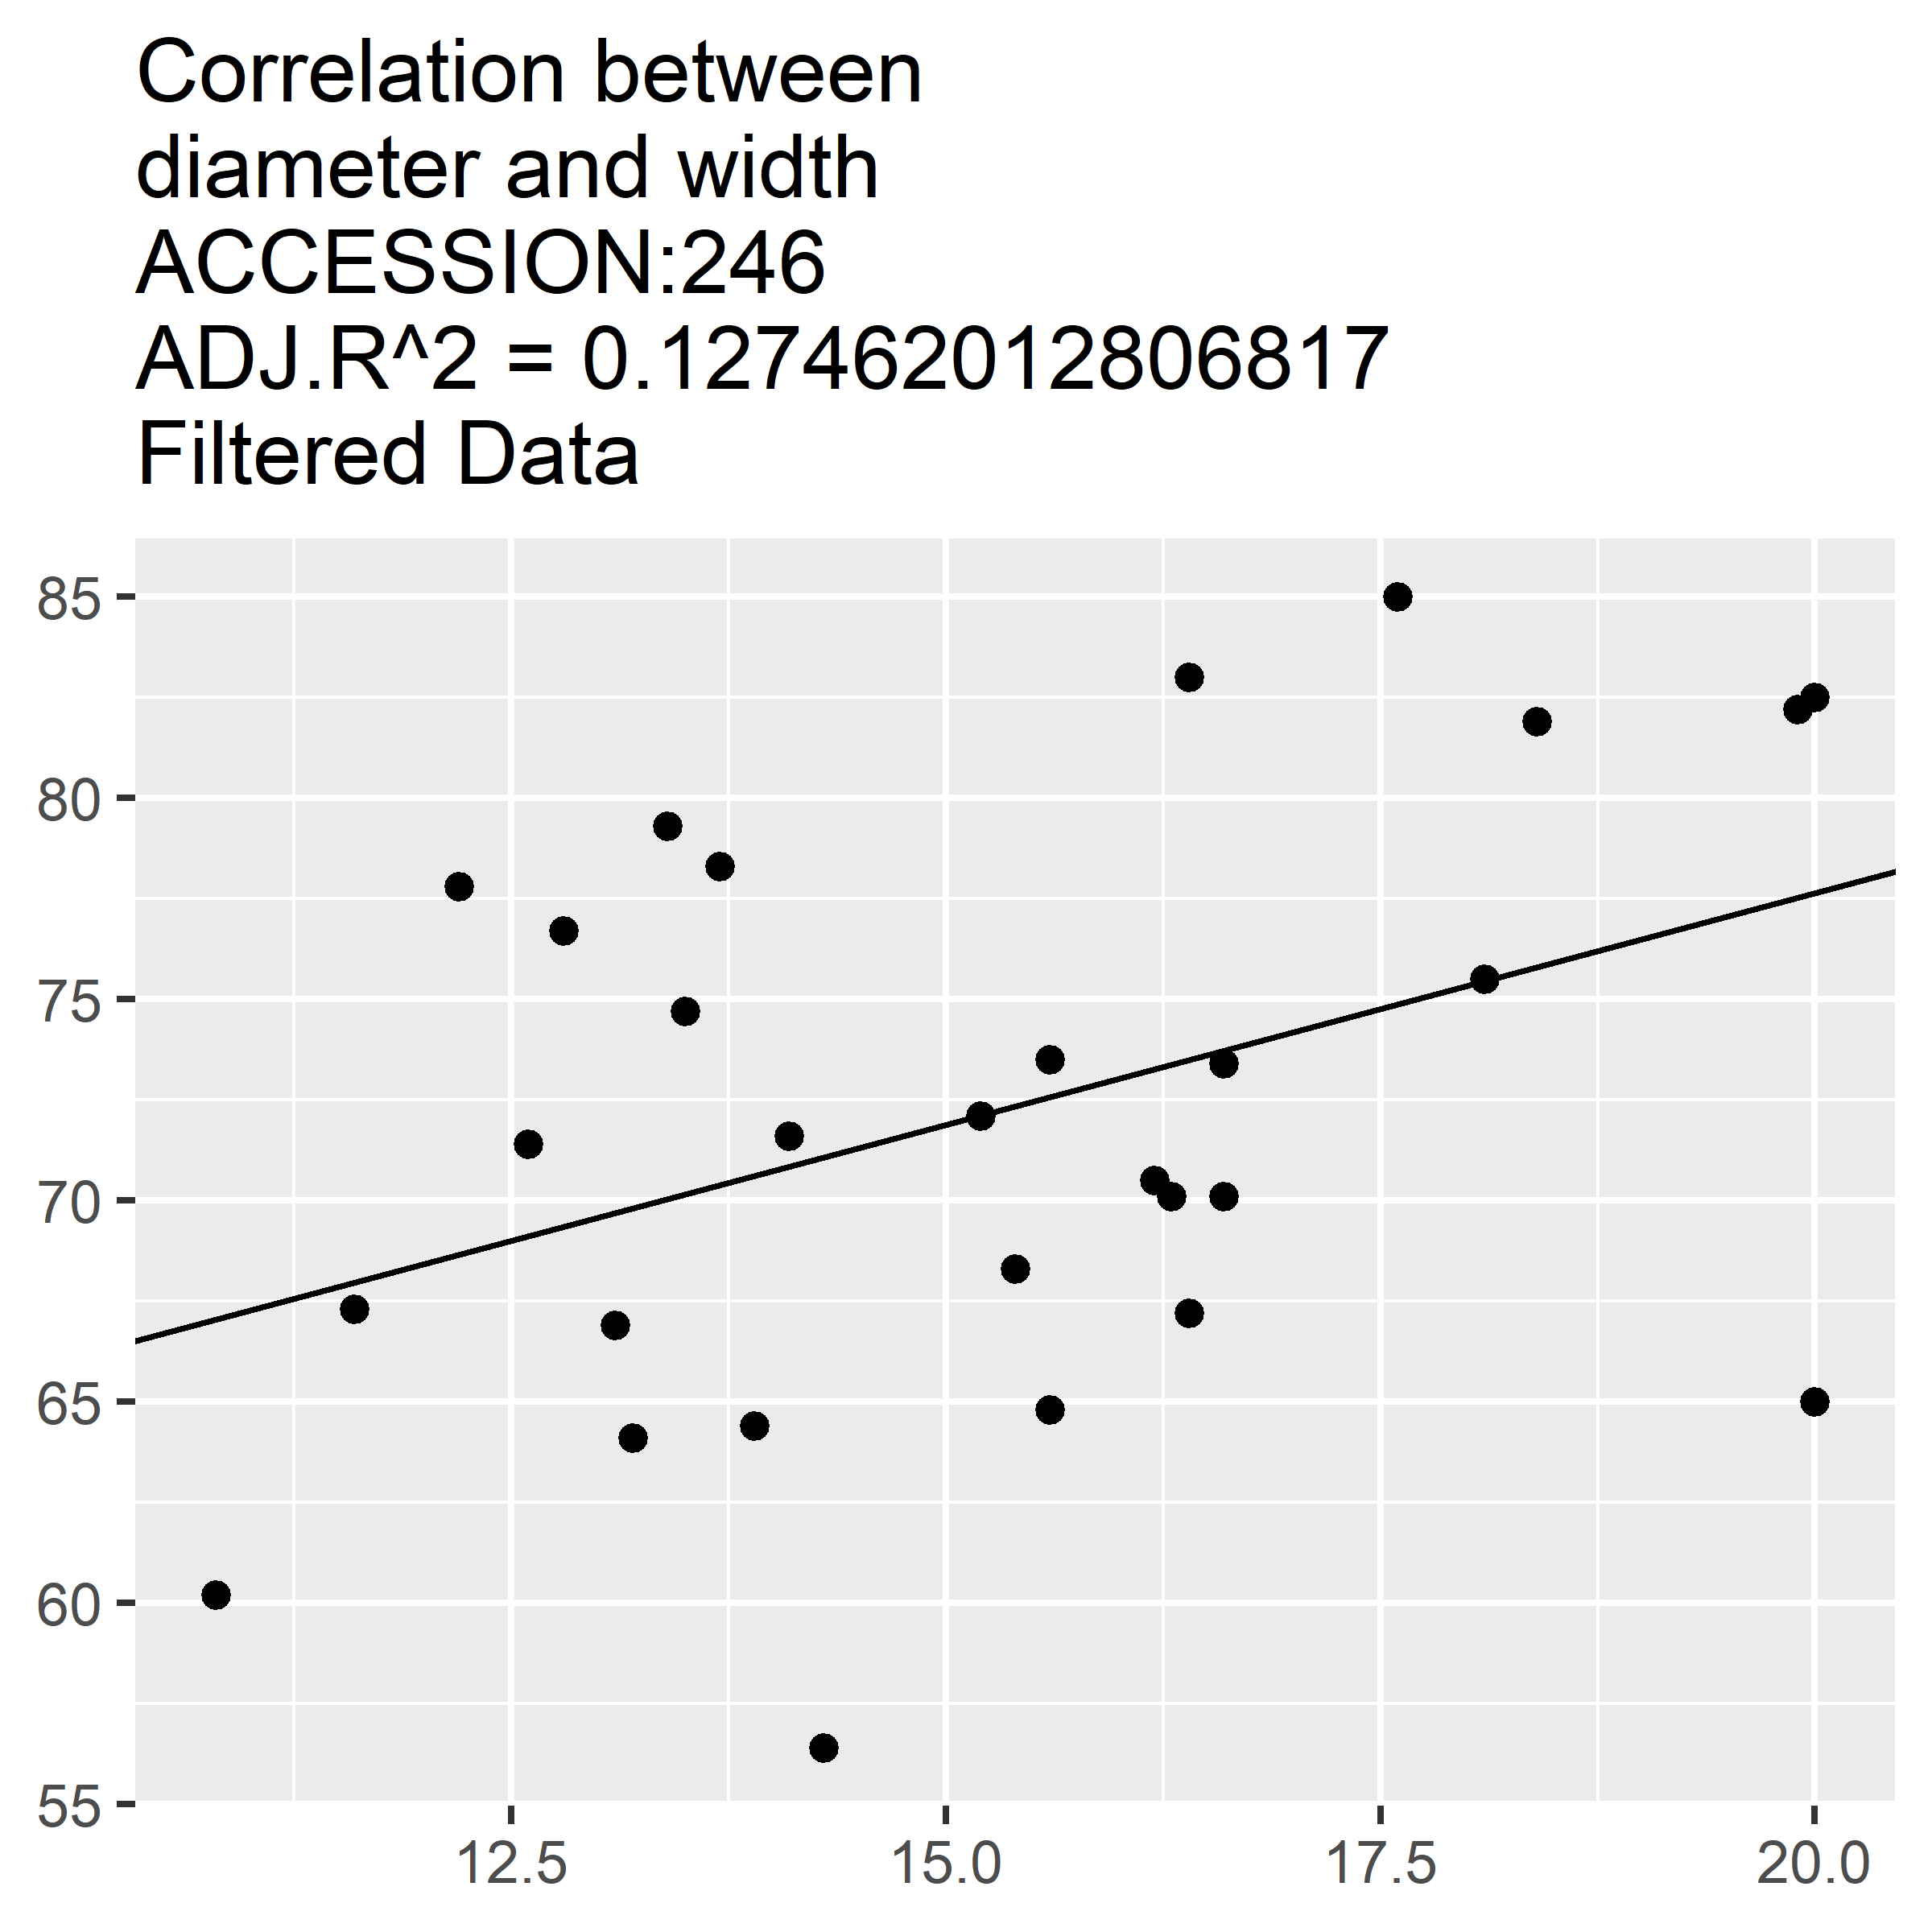 Correlation between
diameter and width
ACCESSION:246
ADJ.R^2 = 0.127462012806817
Filtered Data
85
80
75
70
65
60
55
12.5 15.0 17.5 20.0